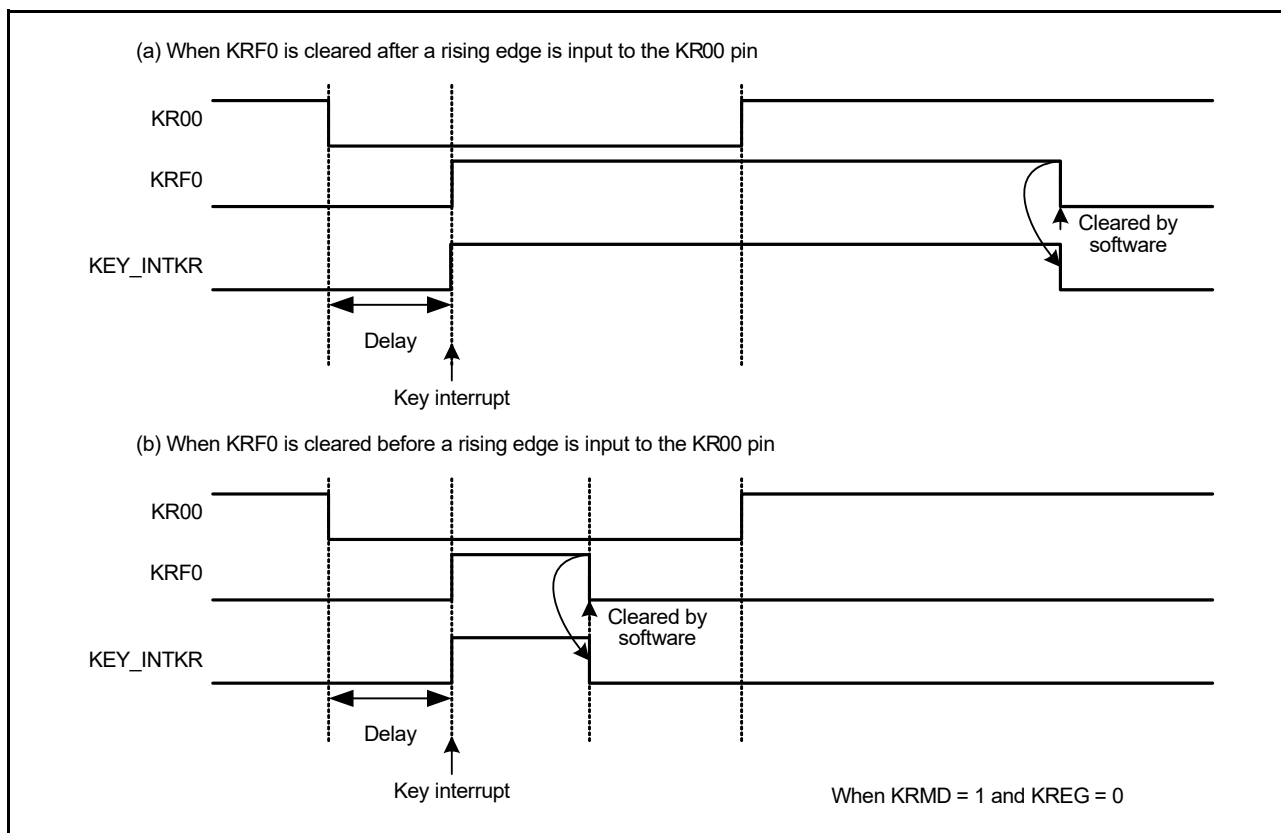 (a) When KRF0 is cleared after a rising edge is input to the KR00 pin
KR00
KRF0
Cleared by
software
KEY_INTKR
Delay
Key interrupt
(b) When KRF0 is cleared before a rising edge is input to the KR00 pin
KR00
KRF0
Cleared by
software
KEY_INTKR
Delay
Key interrupt
When KRMD = 1 and KREG = 0